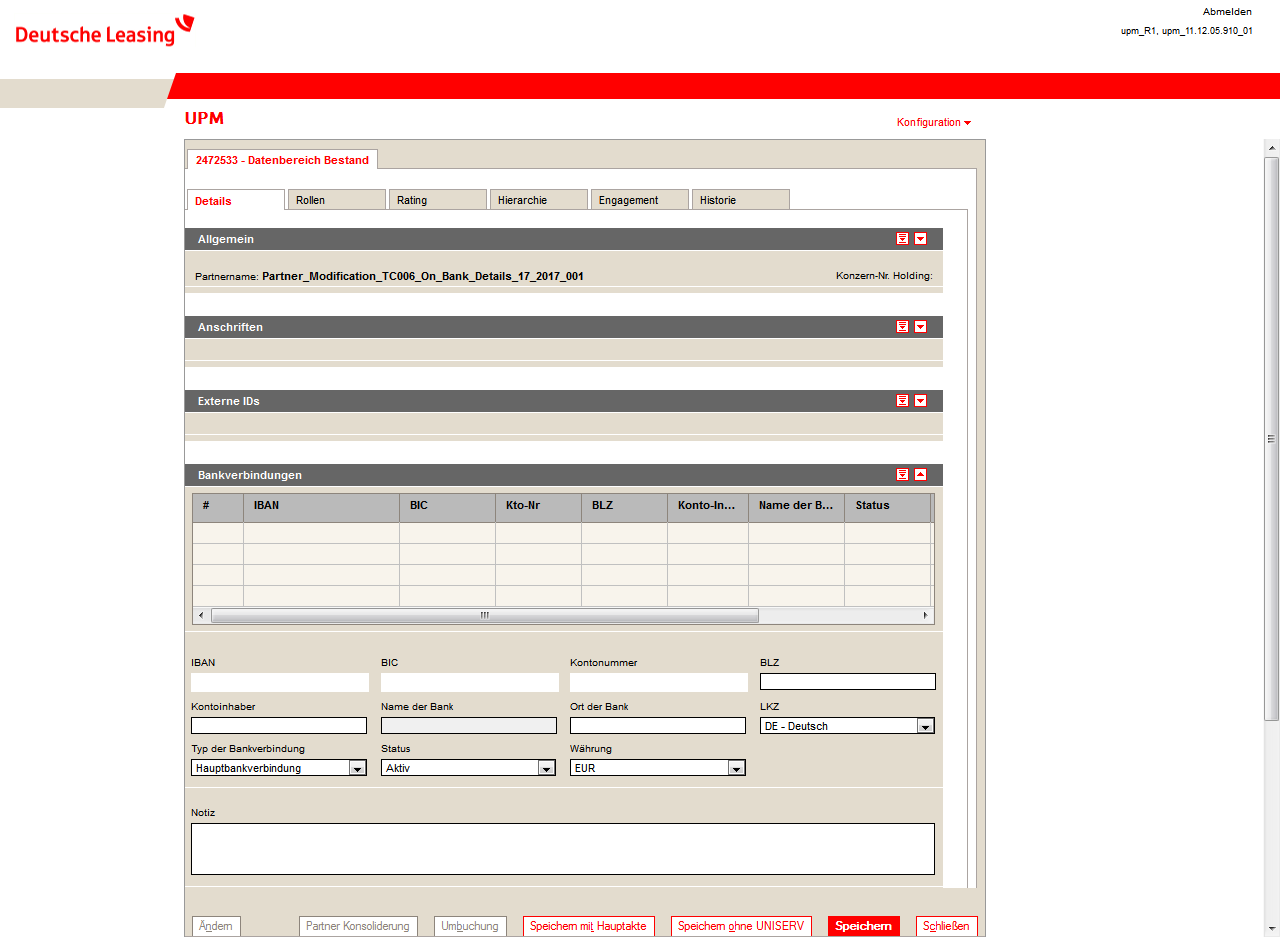 Deutsche Leasing
Abmelden
upm_R1, upm_11.12.05.910_01
UPM
Konfiguration
2472533 - Datenbereich Bestand
Details Rollen Rating Hierarchie Engagement Historie
Allgemein
Partnername: Partner_Modification_TC006_On_Bank_Details_17_2017_001 Konzern-Nr. Holding:
Anschriften
Externe IDs
Bankverbindungen
# IBAN BIC Kto-Nr BLZ Konto-In... Name der B... Status
IBAN BIC Kontonummer BLZ
Kontoinhaber Name der Bank Ort der Bank LKZ
DE - Deutsch
Typ der Bankverbindung Status Währung
Hauptbankverbindung Aktiv EUR
Notiz
Ändern Partner Konsolidierung Umbuchung Speichern mit Hauptakte Speichern ohne UNISERV Speichern Schließen